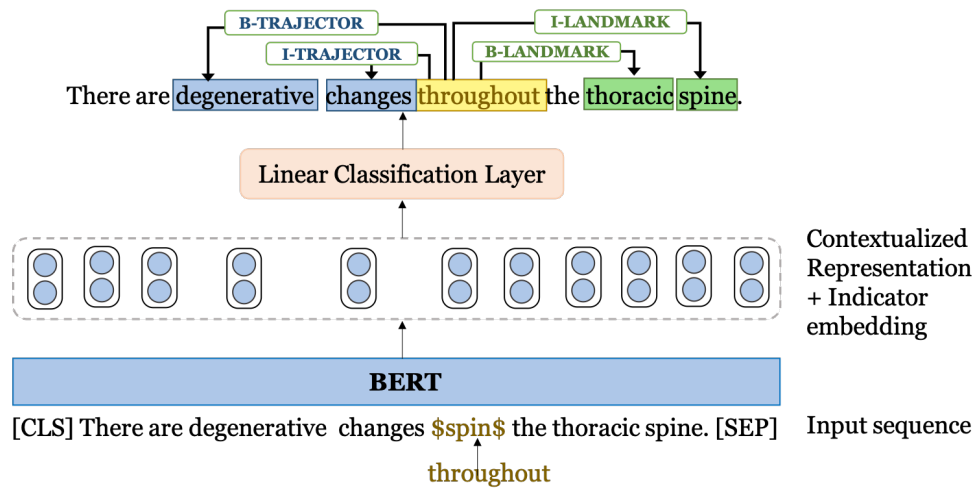 B-TRAJECTOR
I-LANDMARK
I-TRAJECTOR
B-LANDMARK
There are degenerative changes throughout the thoracic spine.
Linear Classification Layer
Contextualized
Representation
+ Indicator
embedding
BERT
[CLS] There are degenerative changes $spin$ the thoracic spine. [SEP]
Input sequence
throughout